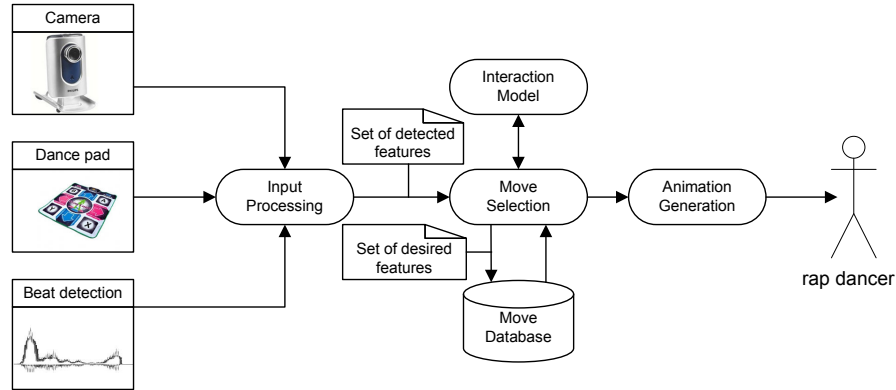 Camera
Dance pad
Beat detection
Input
Processing
Set of detected
features
Interaction
Model
Move
Selection
Set of desired
features
Move
Database
Animation
Generation
rap dancer